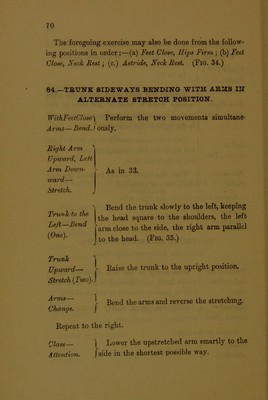 70
The foregoing exercise may also be done from the follow-
ing positions in order;—(a) Feet Close, Hips Firm; (b) Feet
Close, Neck Rest; (c.) Astride, Neck Rest. (FIG. 34.)
84.—TRUNK SIDEWAYS BENDING WITH ARMS IN
ALTERNATE STRETCH POSITION.
With Feet Close Perform the two movements simultane-
Arms—Bend. ously.
Right Arm
Upward, Left
Arm Down-
ward—
Stretch.
As in 33.
Trunk to the
Left—Bend
(One).
Bend the trunk slowly to the left, keeping
the head square to the shoulders, the left
arm close to the side, the right arm parallel
to the head. (FIG. 35.)
Trunk
Upward—
Stretch (Two).
Raise the trunk to the upright position.
Arms—
Change.
Bend the arms and reverse the stretching.
Repeat to the right.
Class—
Attention.
Lower the upstretched arm smartly to the
side in the shortest possible way.